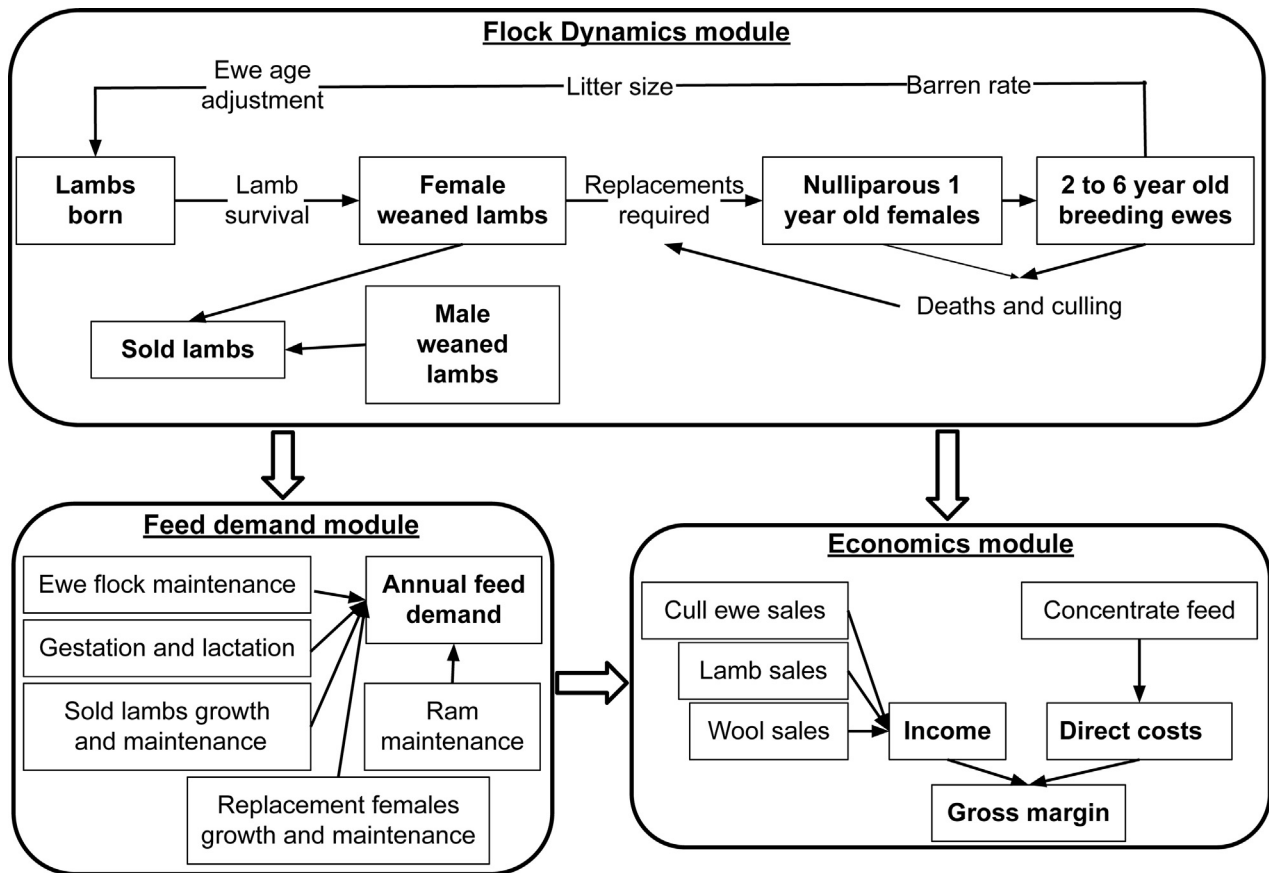 Flock Dynamics module
Ewe age
adjustment
Litter size
Barren rate
Lambs
born
Lamb
survival
Female
weaned lambs
Replacements
required
Nulliparous 1
year old females
2 to 6 year old
breeding ewes
Deaths and culling
Sold lambs
Male
weaned
lambs
Feed demand module
Ewe flock maintenance
Gestation and lactation
Sold lambs growth
and maintenance
Replacement females
growth and maintenance
Annual feed
demand
Ram
maintenance
Economics module
Cull ewe sales
Lamb sales
Wool sales
Income
Concentrate feed
Direct costs
Gross margin